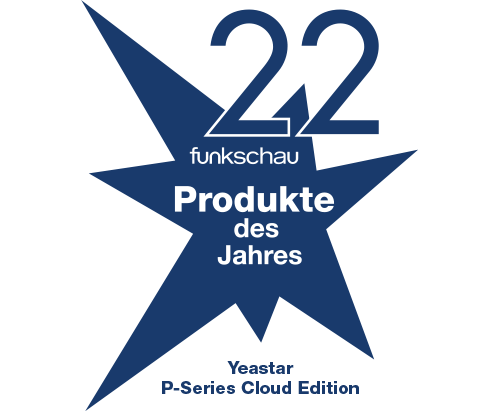 22
funkschau
Produkte
des
Jahres
Yeastar
P-Series Cloud Edition